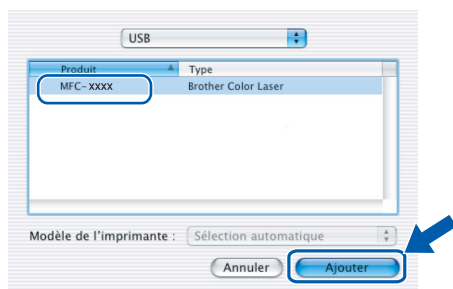 USB
Produit Type
MFC-XXXX Brother Color Laser
Modèle de l'imprimante : Sélection automatique
Annuler Ajouter